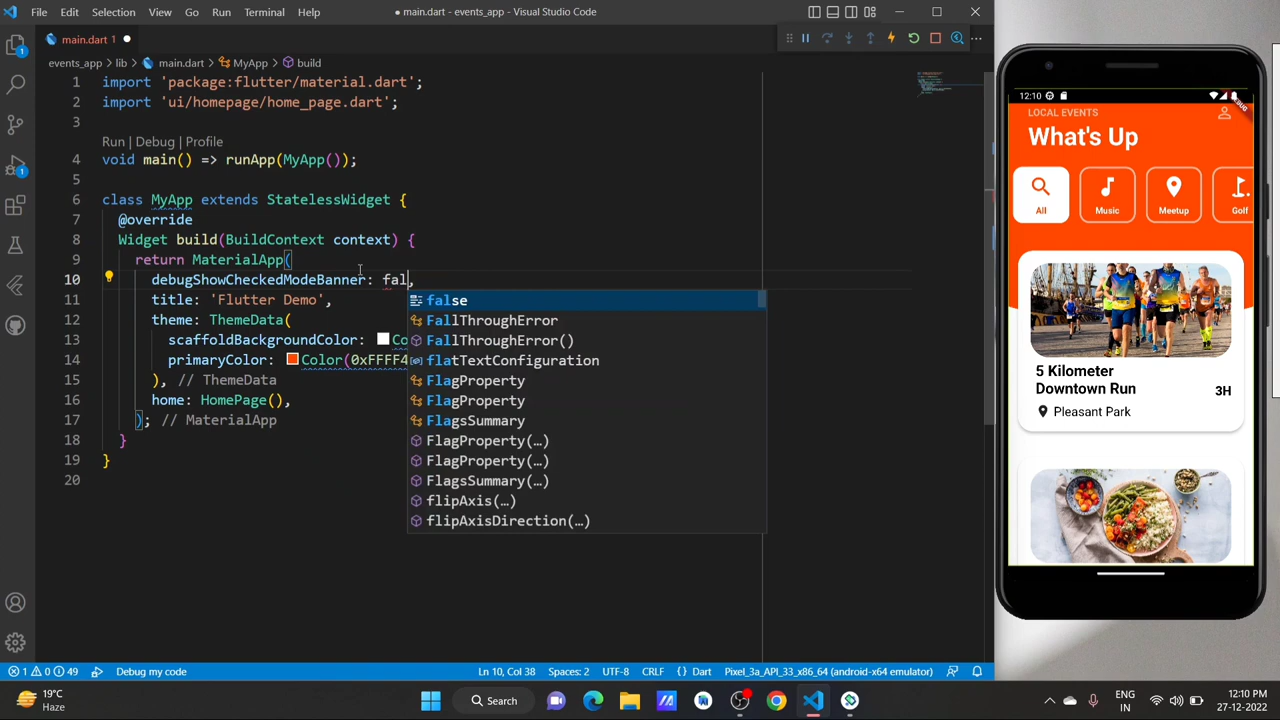 File Edit Selection View Go Run Terminal Help
● main.dart - events_app - Visual Studio Code
main.dart 1 ●
events_app > lib > main.dart > MyApp > build
1 import 'package:flutter/material.dart';
2 import 'ui/homepage/home_page.dart';
3
Run | Debug | Profile
4 void main() => runApp(MyApp());
5
6 class MyApp extends StatelessWidget {
7 @override
8 Widget build(BuildContext context) {
9 return MaterialApp(
10 debugShowCheckedModeBanner: fal,
11 title: 'Flutter Demo',
12 theme: ThemeData(
13 scaffoldBackgroundColor: Co
14 primaryColor: Color(0xFFFF4
15 ), // ThemeData
16 home: HomePage(),
17 ); // MaterialApp
18 }
19 }
20
false
FallThroughError
FallThroughError()
flatTextConfiguration
FlagProperty
FlagProperty
FlagsSummary
FlagProperty(…)
FlagProperty(…)
FlagsSummary(…)
flipAxis(…)
flipAxisDirection(…)
1
1
12:10
DEBUG
LOCAL EVENTS
What's Up
All
Music
Meetup
Golf
5 Kilometer
Downtown Run
3H
Pleasant Park
1 0 49 Debug my code
Ln 10, Col 38 Spaces: 2 UTF-8 CRLF {} Dart Pixel_3a_API_33_x86_64 (android-x64 emulator)
19°C
Haze
Search
ENG
IN
12:10 PM
27-12-2022